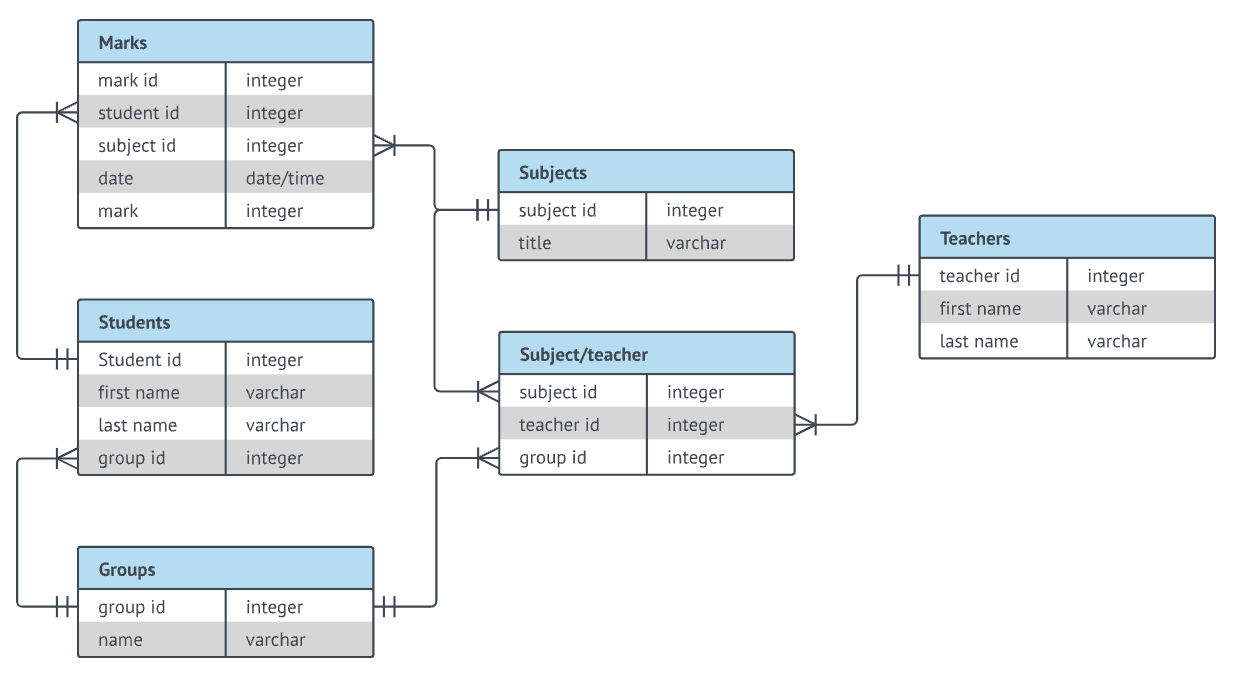 Marks
mark id integer
student id integer
subject id integer
date date/time
mark integer
Subjects
subject id integer
title varchar
Teachers
teacher id integer
first name varchar
last name varchar
Students
Student id integer
first name varchar
last name varchar
group id integer
Subject/teacher
subject id integer
teacher id integer
group id integer
Groups
group id integer
name varchar